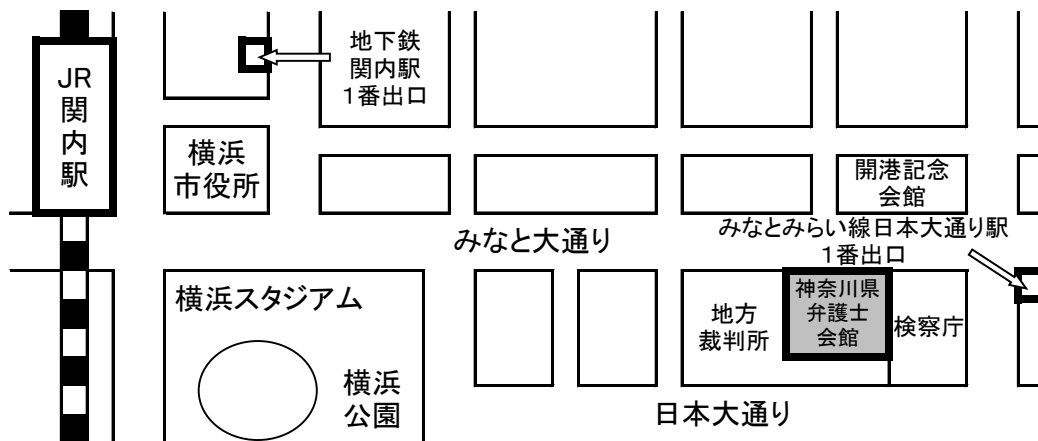 JR
関
内
駅
地下鉄
関内駅
1番出口
横浜
市役所
開港記念
会館
みなと大通り
みなとみらい線日本大通り駅
1番出口
横浜スタジアム
横浜
公園
地方
裁判所
神奈川県
弁護士
会館
検察庁
日本大通り